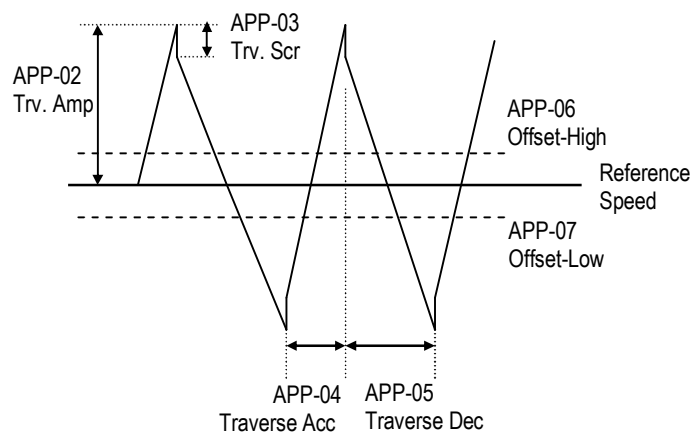 APP-03
Trv. Scr
APP-02
Trv. Amp
APP-06
Offset-High
Reference
Speed
APP-07
Offset-Low
APP-04
Traverse Acc
APP-05
Traverse Dec